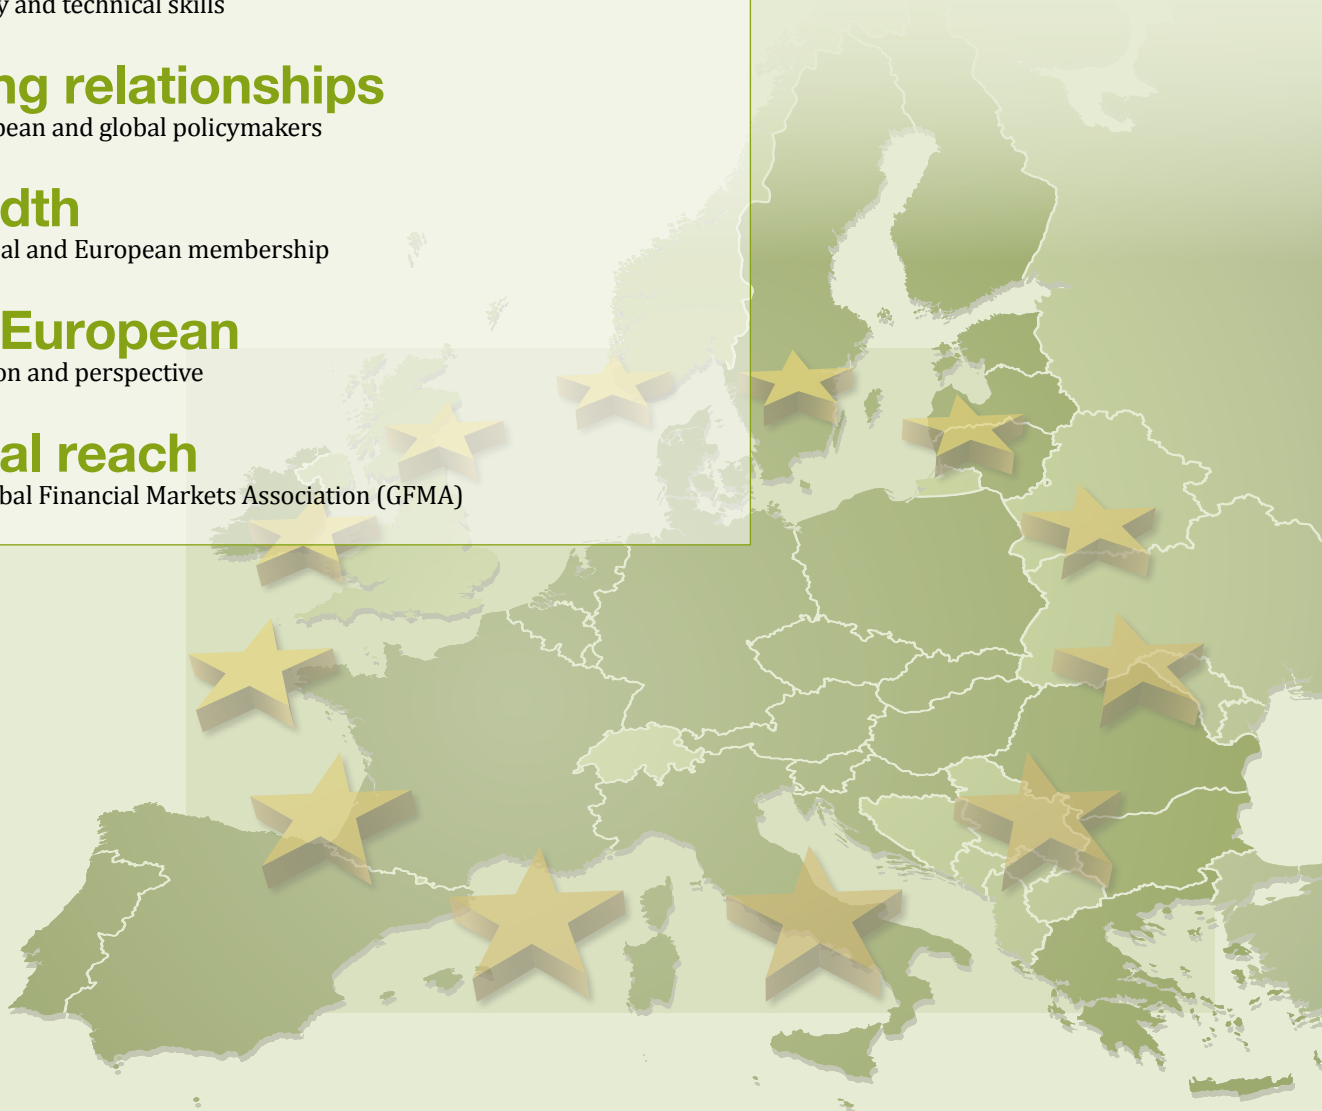 y and technical skills
ng relationships
pean and global policymakers
dth
al and European membership
European
on and perspective
al reach
bal Financial Markets Association (GFMA)